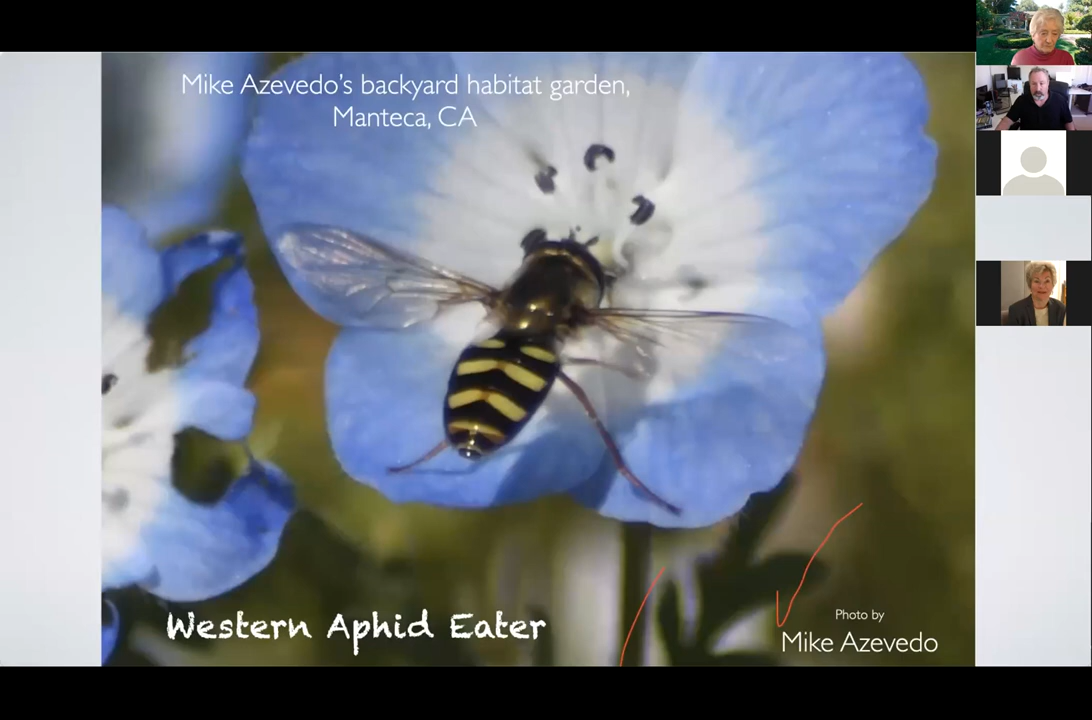 Mike Azevedo's backyard habitat garden,
Manteca, CA
Western Aphid Eater
Photo by
Mike Azevedo